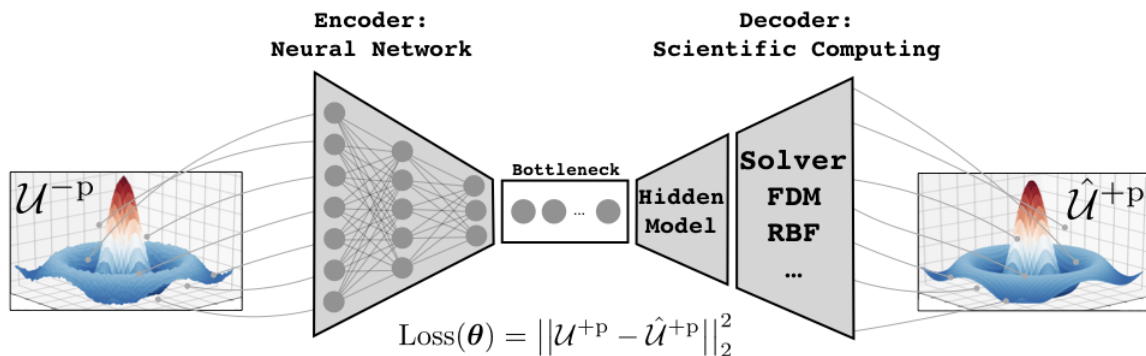 Encoder:
Neural Network
Decoder:
Scientific Computing
𝒰⁻ᵖ
Bottleneck
...
Hidden
Model
Solver
FDM
RBF
...
𝒰̂⁺ᵖ
Loss(𝜽) = ||𝒰⁺ᵖ − 𝒰̂⁺ᵖ||₂²